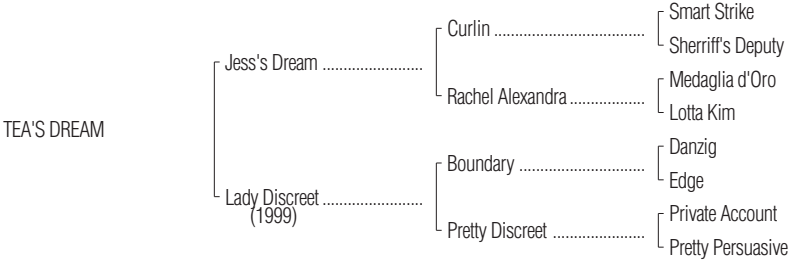 Smart Strike
Curlin ....................................
Sherriff's Deputy
Jess's Dream ........................
Medaglia d'Oro
Rachel Alexandra ..................
Lotta Kim
TEA'S DREAM
Danzig
Boundary ..............................
Edge
Lady Discreet ........................
(1999)
Private Account
Pretty Discreet ......................
Pretty Persuasive